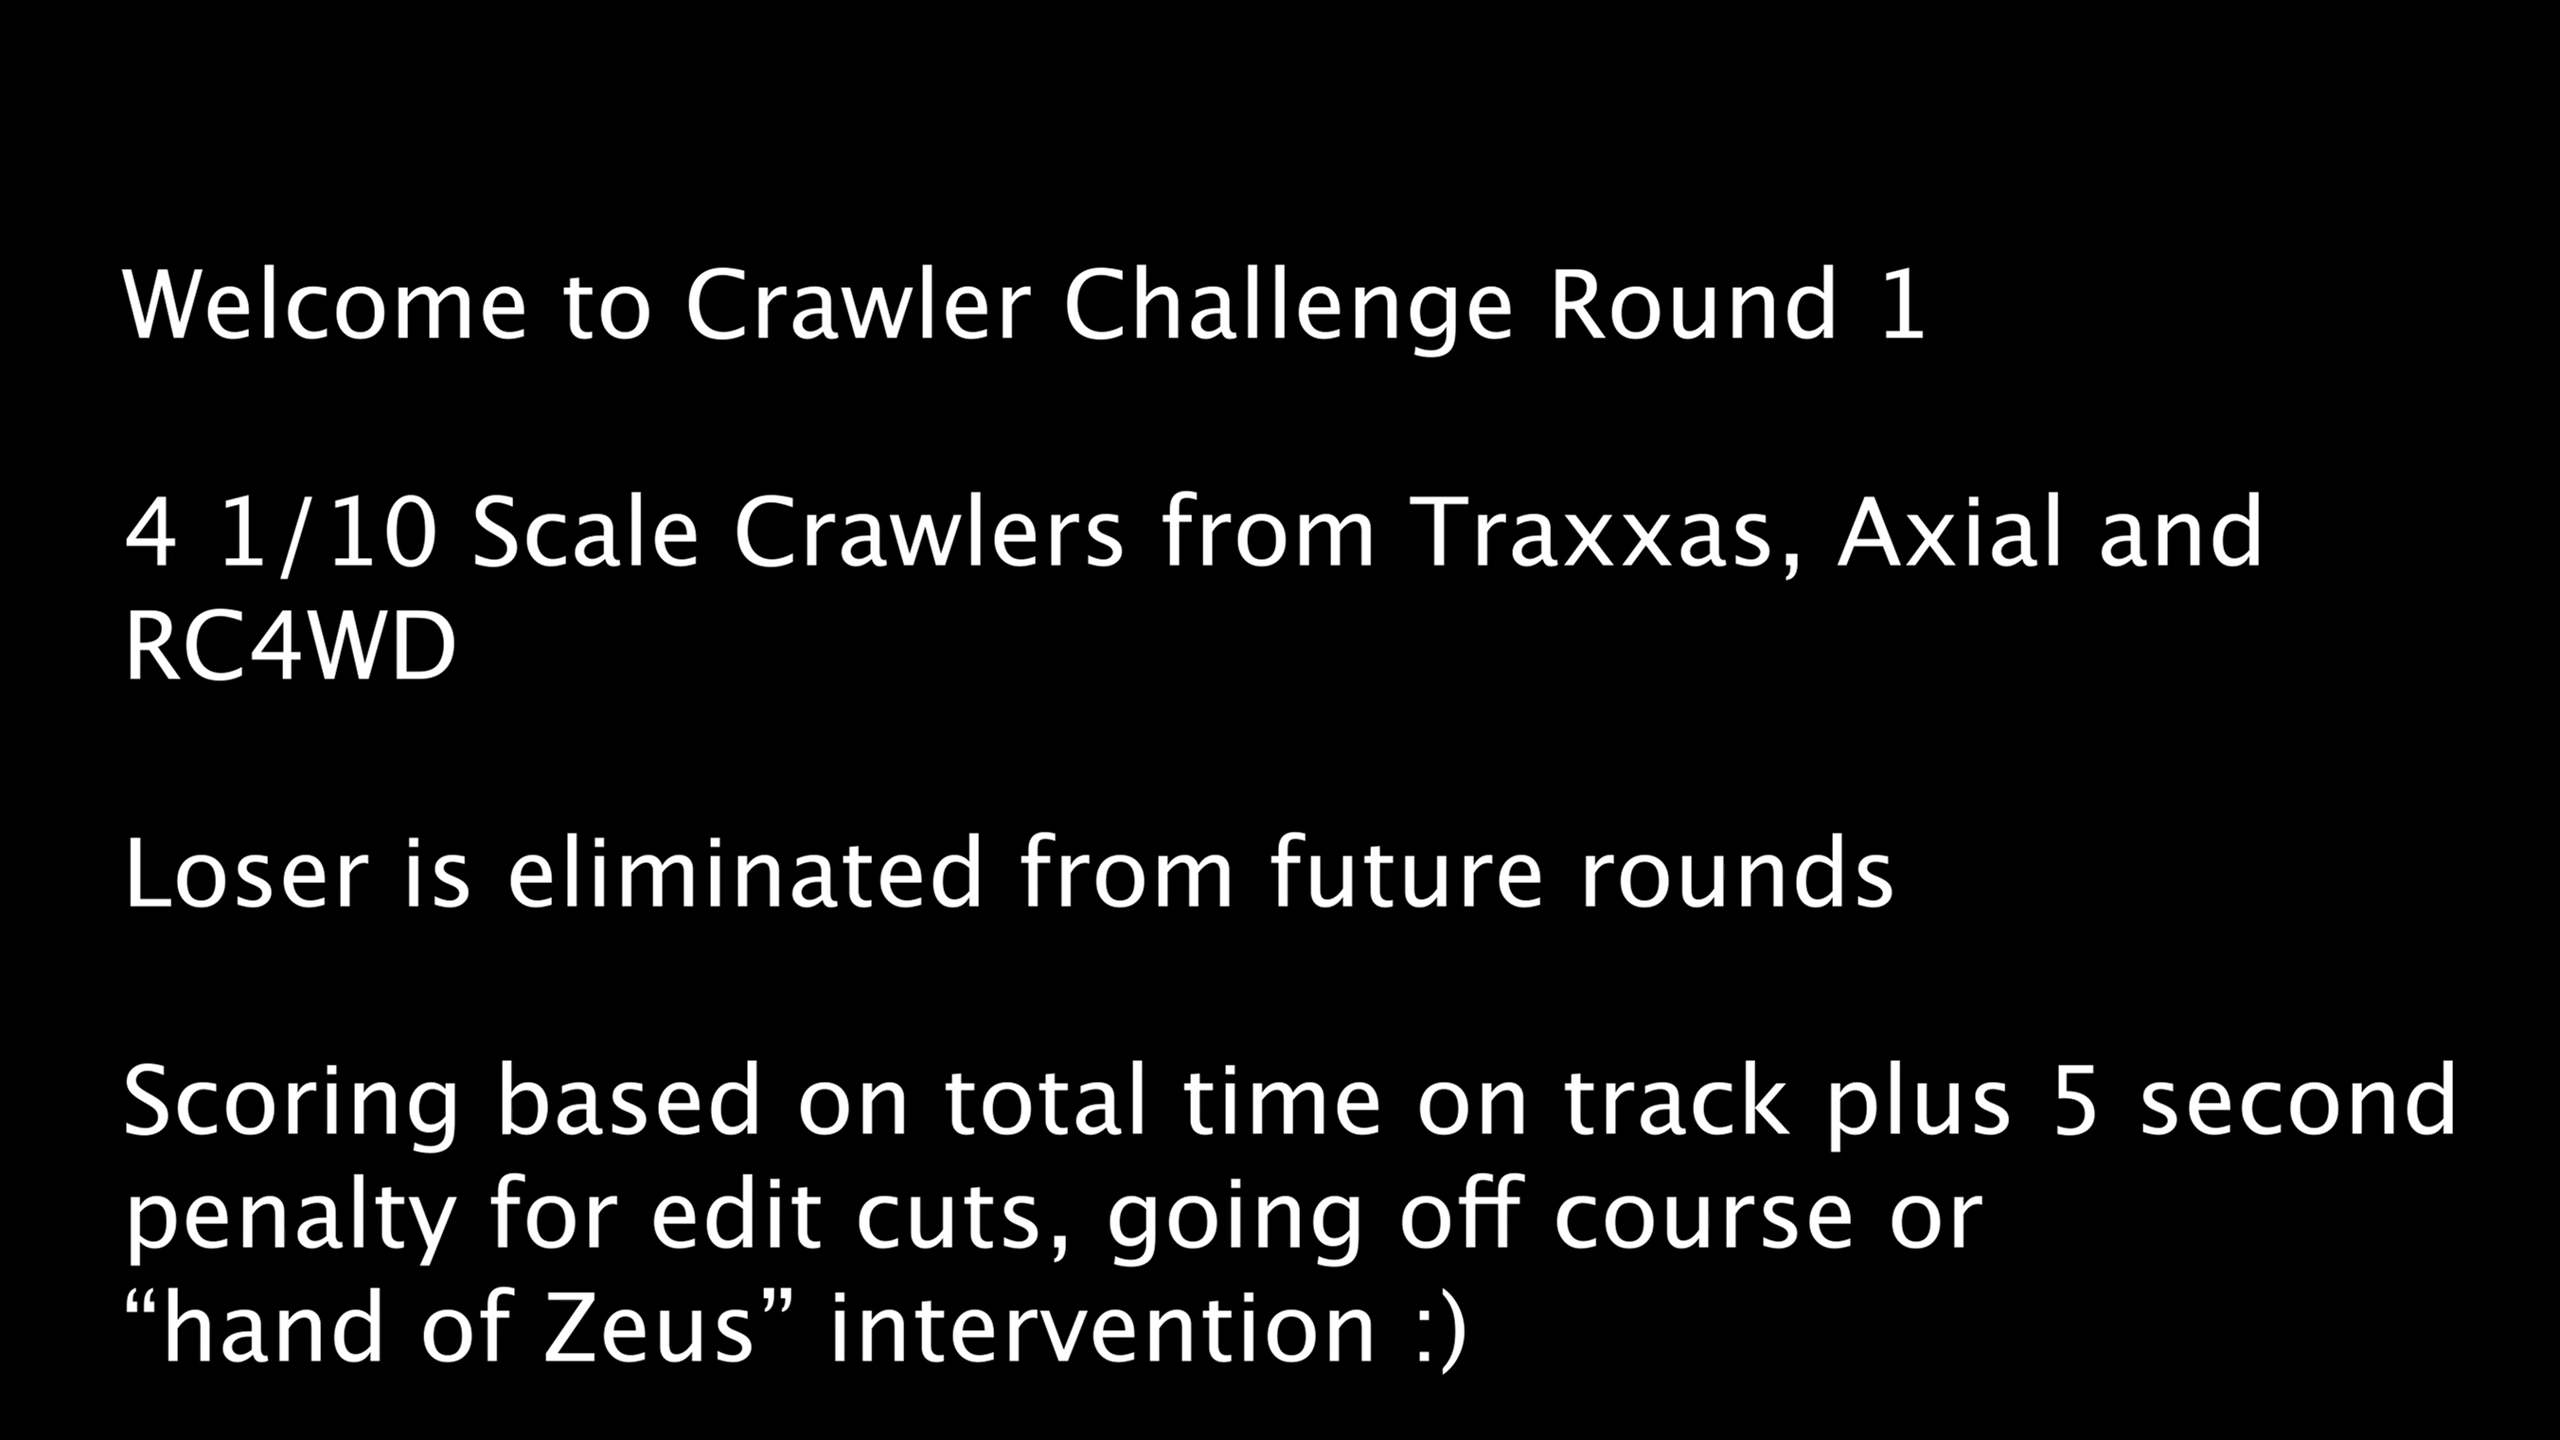 Welcome to Crawler Challenge Round 1
4 1/10 Scale Crawlers from Traxxas, Axial and
RC4WD
Loser is eliminated from future rounds
Scoring based on total time on track plus 5 second
penalty for edit cuts, going off course or
“hand of Zeus” intervention :)